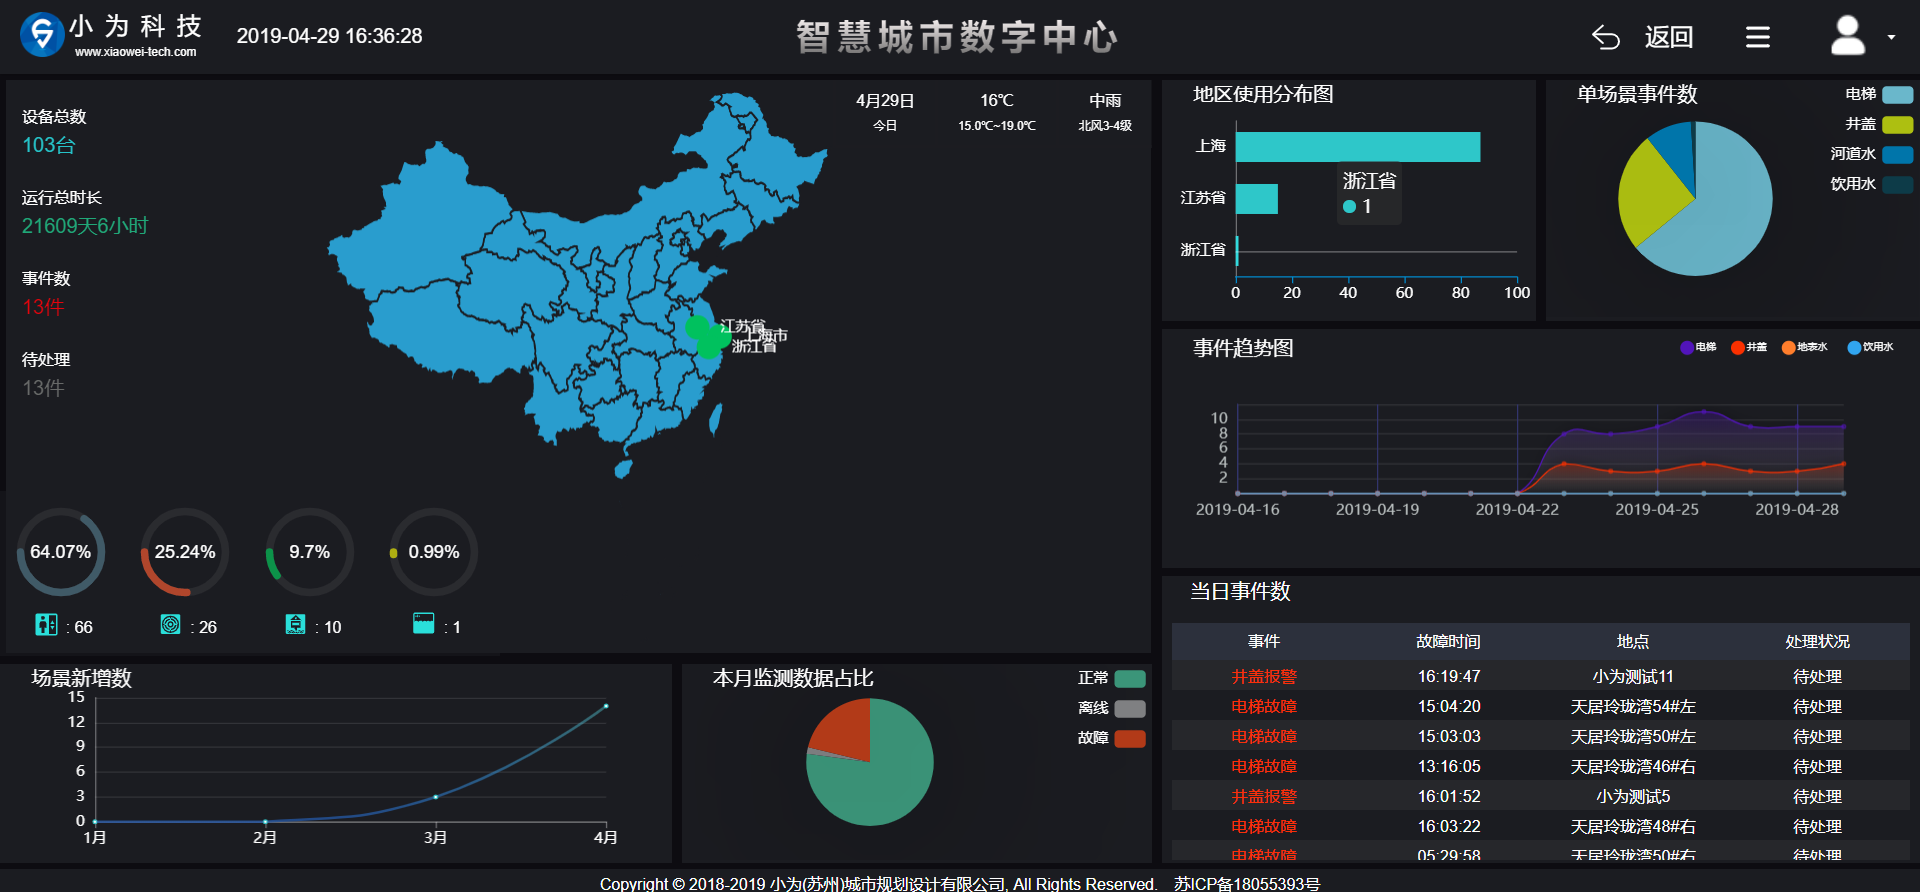 小为科技
www.xiaowei-tech.com
2019-04-29 16:36:28
智慧城市数字中心
返回
设备总数
103台
运行总时长
21609天6小时
事件数
13件
待处理
13件
4月29日 16℃ 中雨
今日 15.0℃~19.0℃ 北风3-4级
江苏省
上海市
浙江省
64.07% 25.24% 9.7% 0.99%
: 66 : 26 : 10 : 1
地区使用分布图
上海
江苏省
浙江省
浙江省
1
0 20 40 60 80 100
单场景事件数
电梯
井盖
河道水
饮用水
事件趋势图
电梯 井盖 地表水 饮用水
10
8
6
4
2
2019-04-16 2019-04-19 2019-04-22 2019-04-25 2019-04-28
场景新增数
15
12
9
6
3
0
1月 2月 3月 4月
本月监测数据占比
正常
离线
故障
当日事件数
事件 故障时间 地点 处理状况
井盖报警 16:19:47 小为测试11 待处理
电梯故障 15:04:20 天居玲珑湾54#左 待处理
电梯故障 15:03:03 天居玲珑湾50#左 待处理
电梯故障 13:16:05 天居玲珑湾46#右 待处理
井盖报警 16:01:52 小为测试5 待处理
电梯故障 16:03:22 天居玲珑湾48#右 待处理
电梯故障 05:29:58 天居玲珑湾50#右 待处理
Copyright © 2018-2019 小为(苏州)城市规划设计有限公司, All Rights Reserved. 苏ICP备18055393号